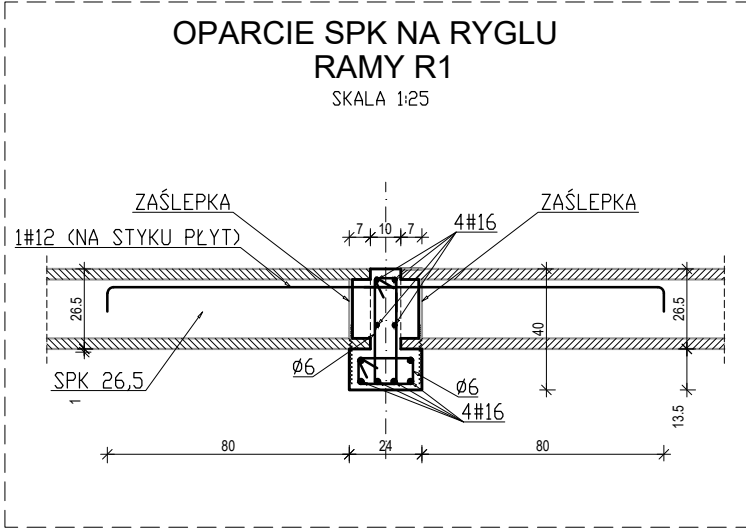 OPARCIE SPK NA RYGLU
RAMY R1
SKALA 1:25
ZAŚLEPKA
ZAŚLEPKA
7 10 7
4#16
1#12 (NA STYKU PŁYT)
26.5
40
26.5
Ø6
Ø6
SPK 26,5
1
4#16
13.5
80
24
80